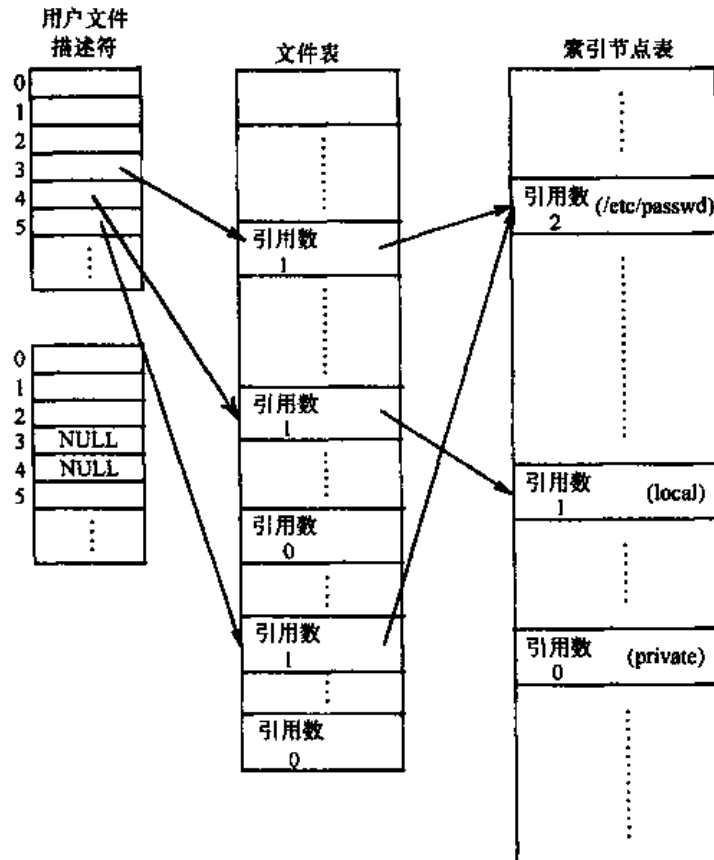 用户文件
描述符
0
1
2
3
4
5
0
1
2
3 NULL
4 NULL
5
文件表
引用数
1
引用数
1
引用数
0
引用数
1
引用数
0
索引节点表
引用数 (/etc/passwd)
2
引用数 (local)
1
引用数 (private)
0